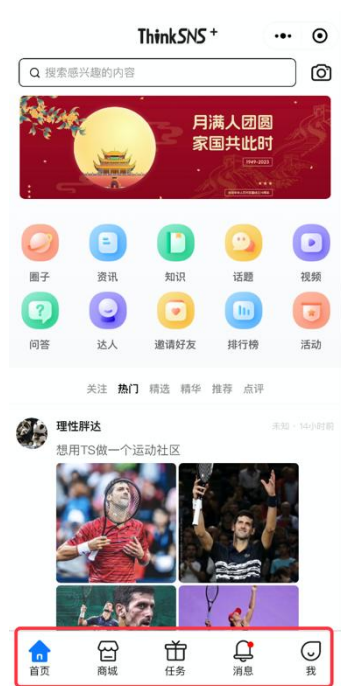 ThinkSNS+
搜索感兴趣的内容
月满人团圆
家国共此时
1949-2023
圈子 资讯 知识 话题 视频
问答 达人 邀请好友 排行榜 活动
关注 热门 精选 精华 推荐 点评
理性胖达 未知·14小时前
想用TS做一个运动社区
首页 商城 任务 消息 我